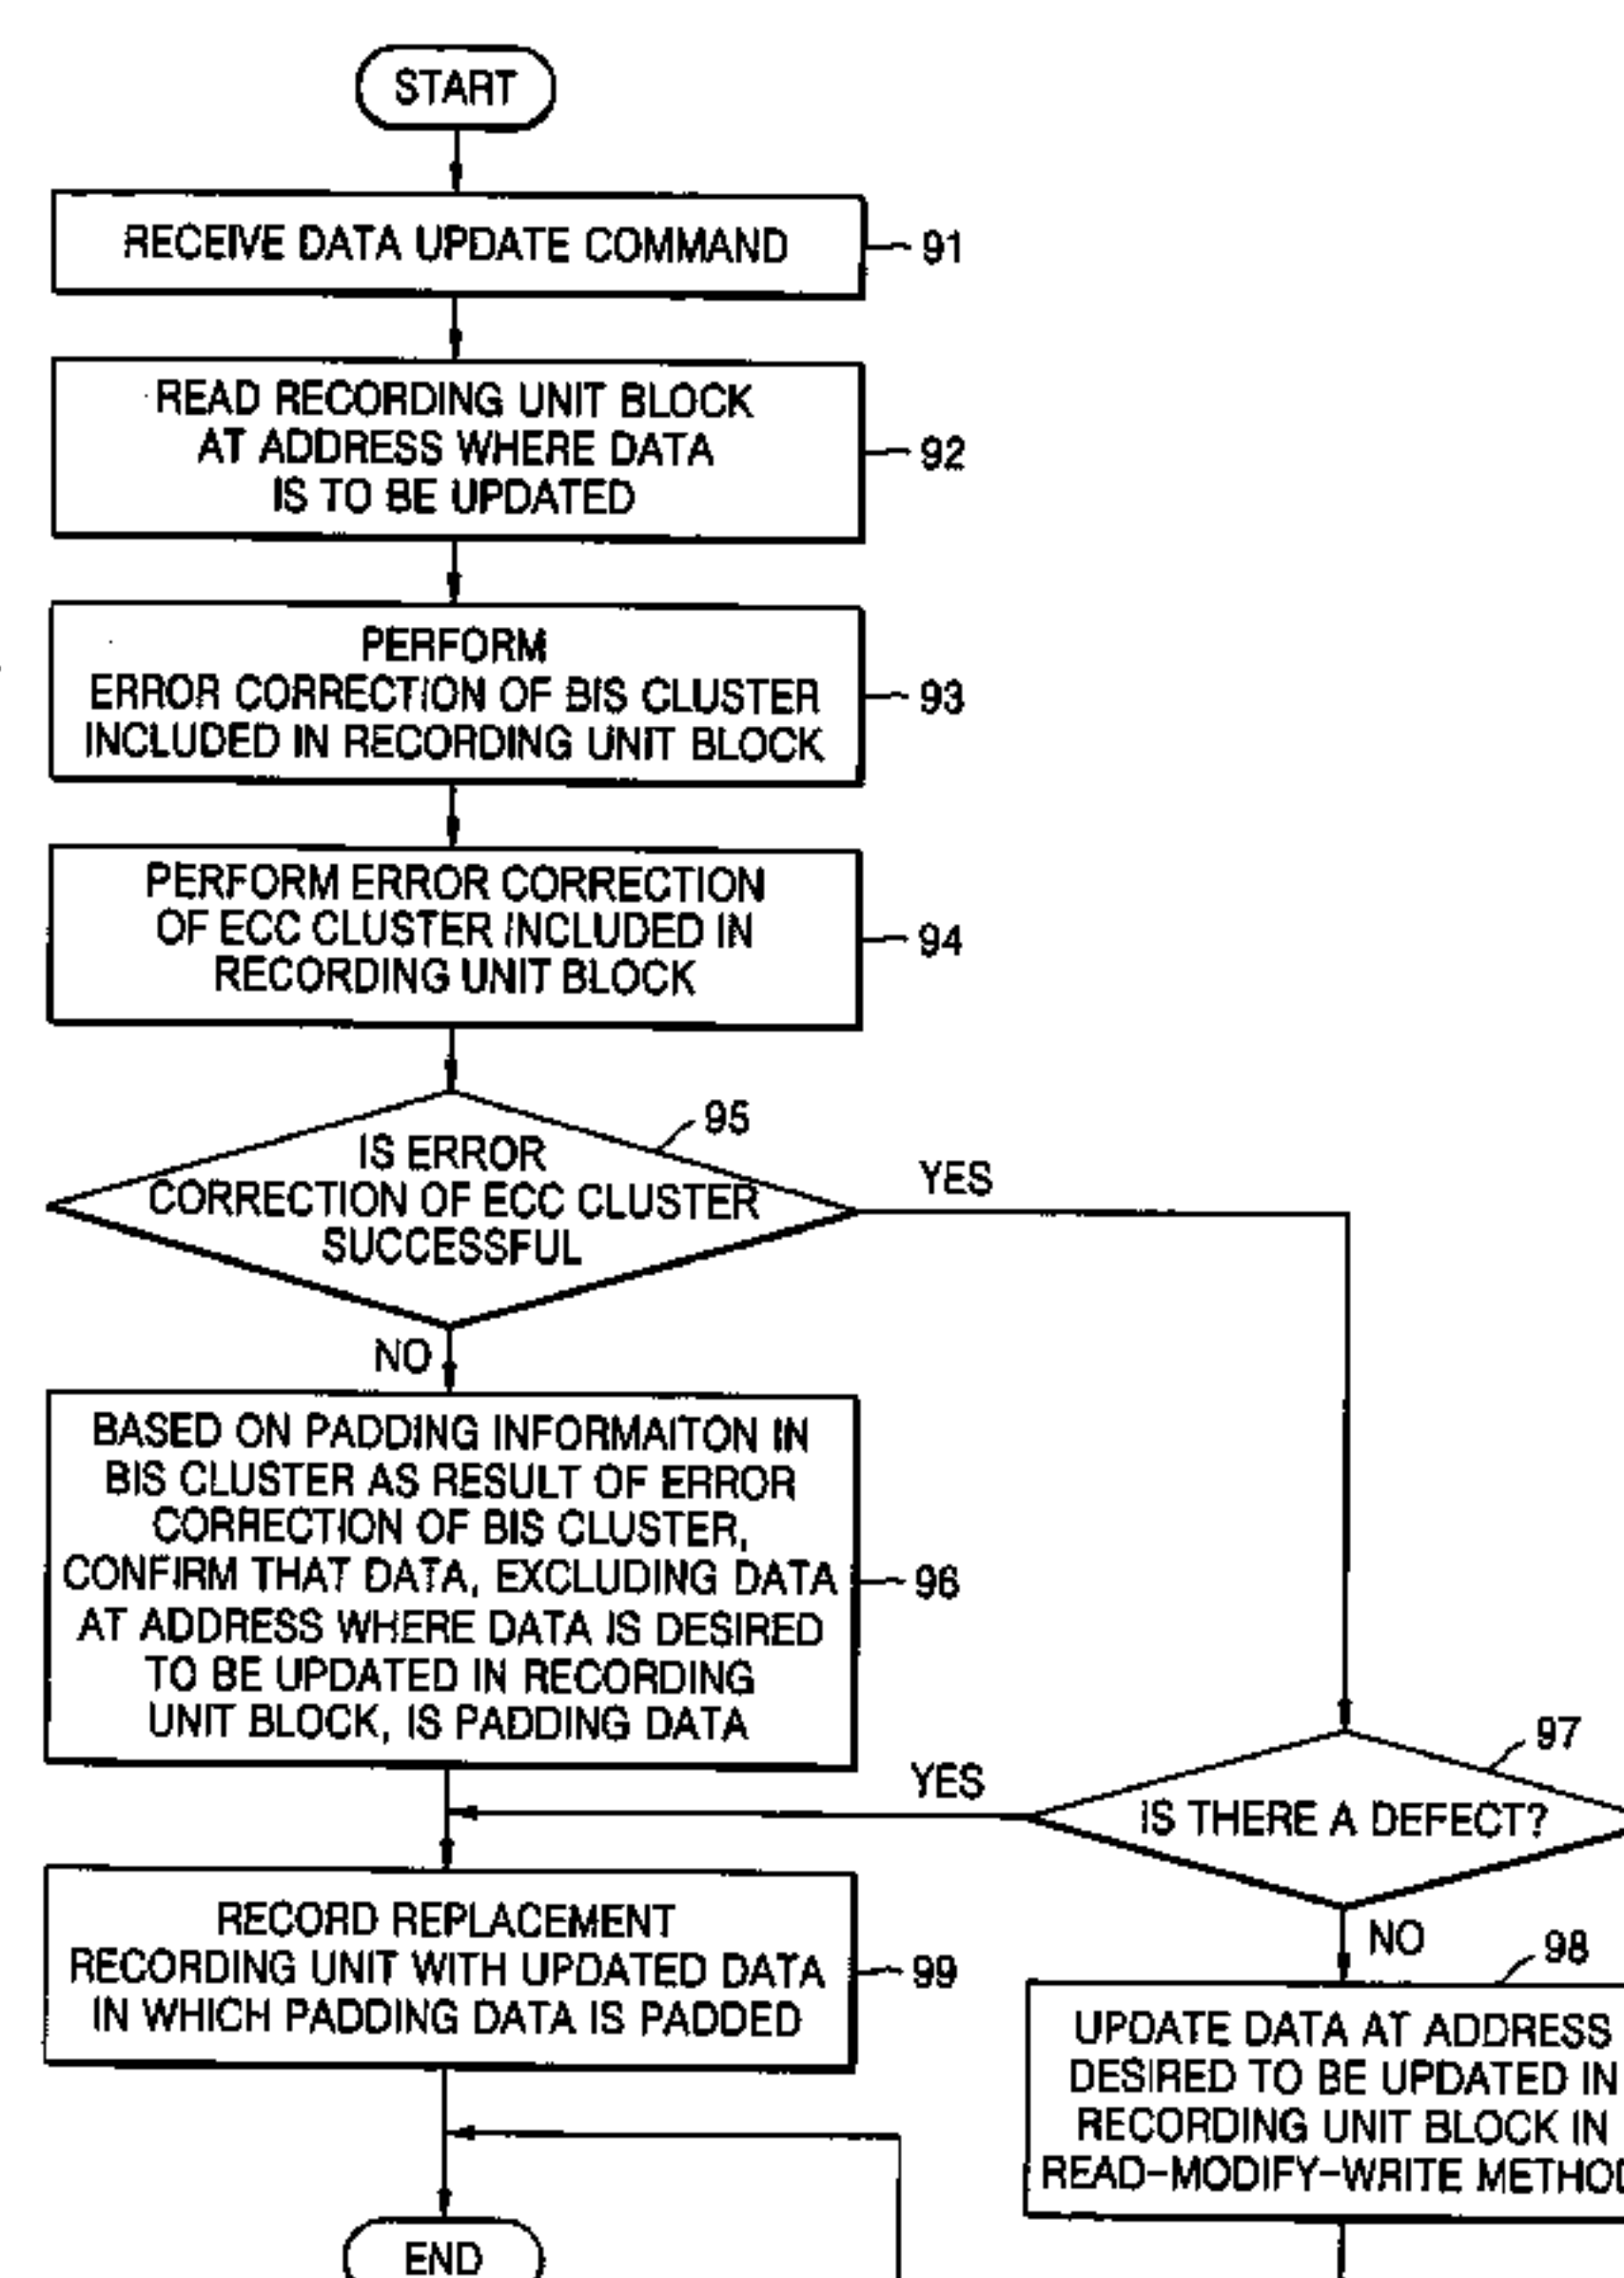 START
RECEIVE DATA UPDATE COMMAND
91
READ RECORDING UNIT BLOCK
AT ADDRESS WHERE DATA
IS TO BE UPDATED
92
PERFORM
ERROR CORRECTION OF BIS CLUSTER
INCLUDED IN RECORDING UNIT BLOCK
93
PERFORM ERROR CORRECTION
OF ECC CLUSTER INCLUDED IN
RECORDING UNIT BLOCK
94
95
IS ERROR
CORRECTION OF ECC CLUSTER
SUCCESSFUL
YES
NO
BASED ON PADDING INFORMAITON IN
BIS CLUSTER AS RESULT OF ERROR
CORRECTION OF BIS CLUSTER,
CONFIRM THAT DATA, EXCLUDING DATA
AT ADDRESS WHERE DATA IS DESIRED
TO BE UPDATED IN RECORDING
UNIT BLOCK, IS PADDING DATA
96
97
YES
IS THERE A DEFECT?
NO
98
RECORD REPLACEMENT
RECORDING UNIT WITH UPDATED DATA
IN WHICH PADDING DATA IS PADDED
99
UPDATE DATA AT ADDRESS
DESIRED TO BE UPDATED IN
RECORDING UNIT BLOCK IN
READ-MODIFY-WRITE METHOD
END